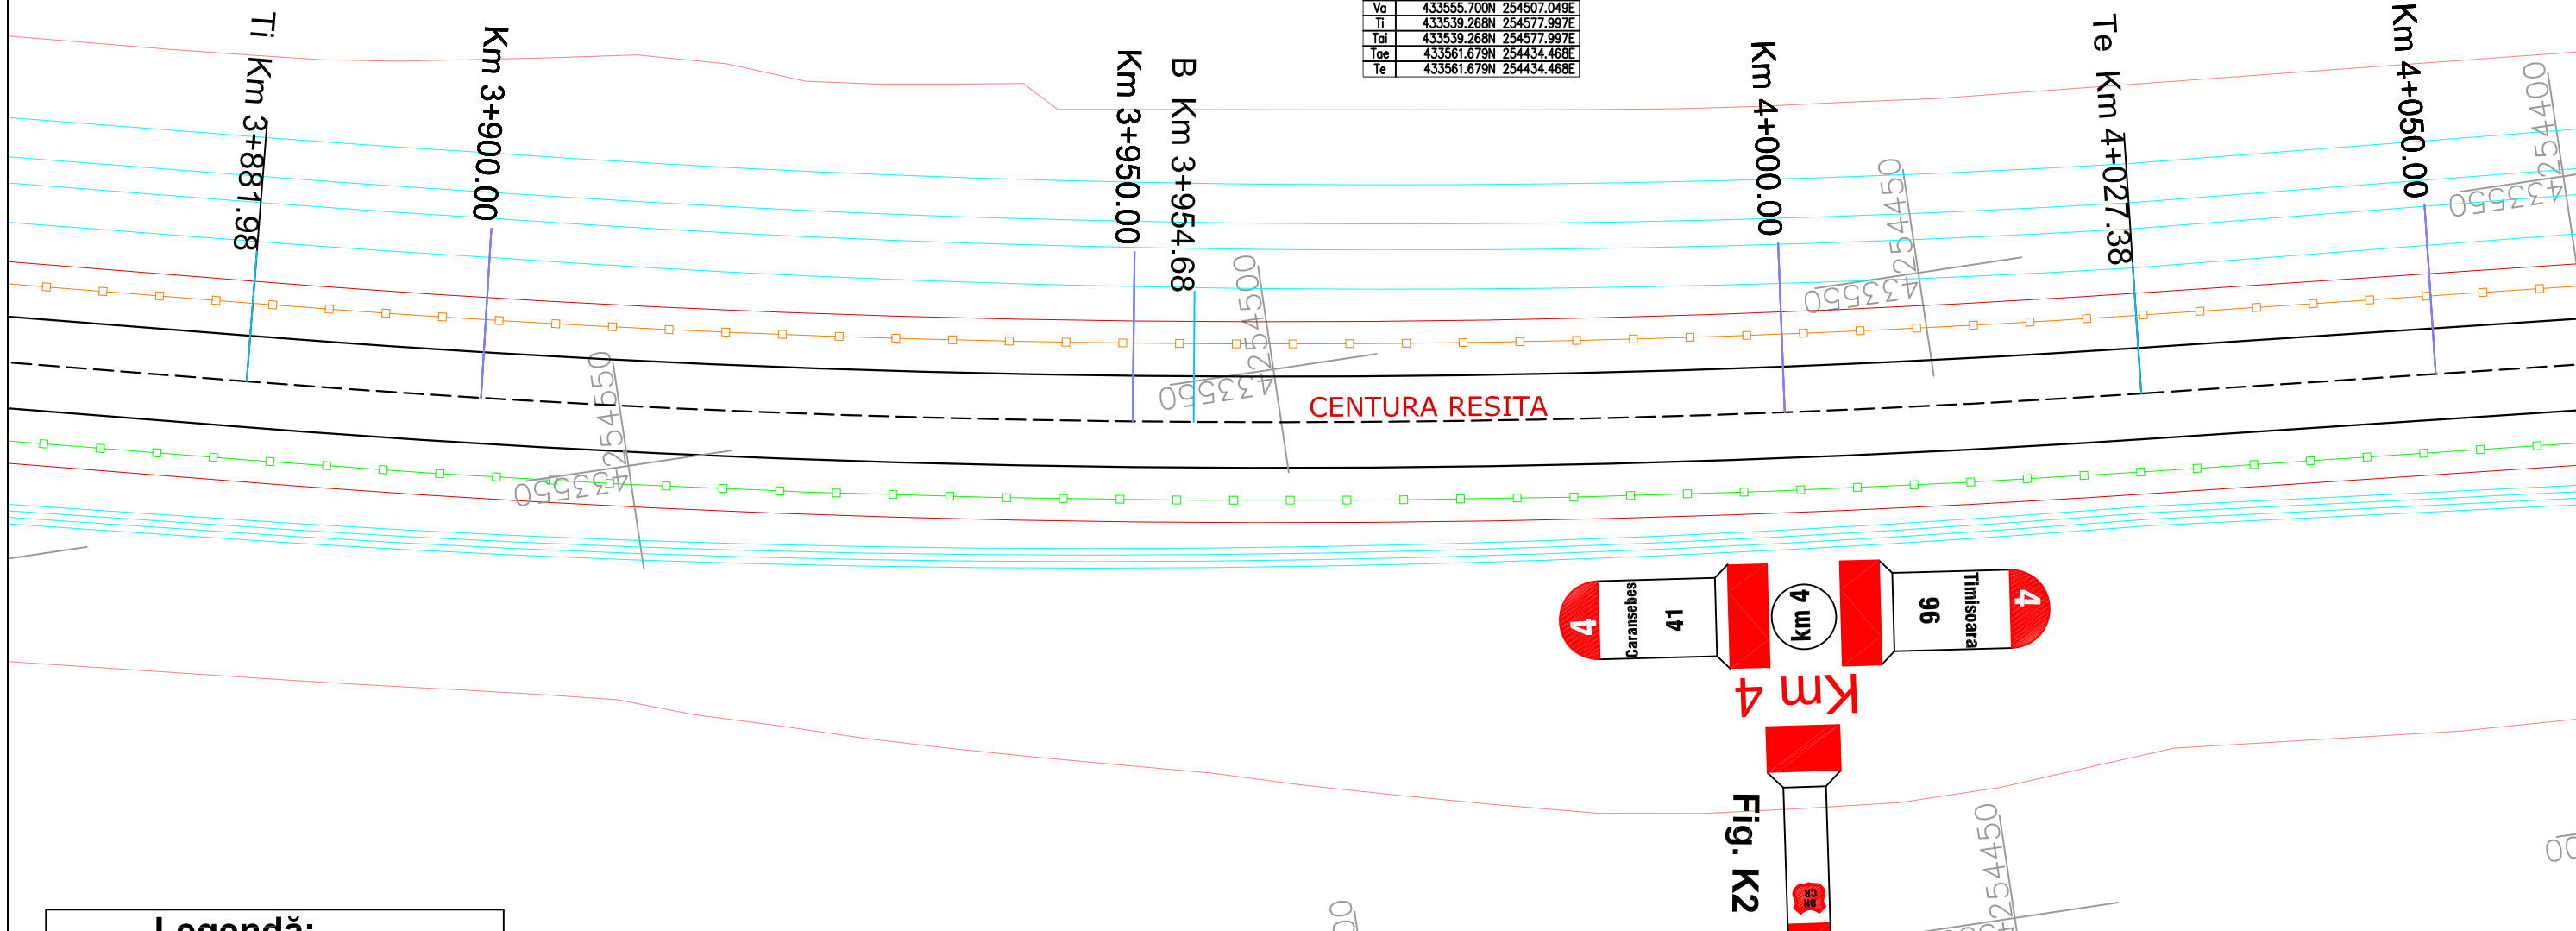 Va 433555.700N 254507.049E
Ti 433539.268N 254577.997E
Tai 433539.268N 254577.997E
Tae 433561.679N 254434.468E
Te 433561.679N 254434.468E
Ti Km 3+881.98
Km 3+900.00
Km 3+950.00
B Km 3+954.68
Km 4+000.00
Te Km 4+027.38
Km 4+050.00
254550
433550
254500
433550
254450
433550
254400
433550
CENTURA RESITA
4
Caransebes
41
km 4
96
Timisoara
4
Km 4
Fig. K2
DN
CR
254450
Legendă: